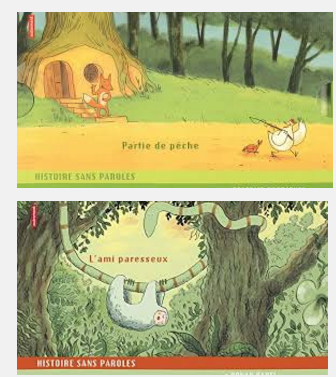 Partie de pêche
HISTOIRE SANS PAROLES
L'ami paresseux
HISTOIRE SANS PAROLES